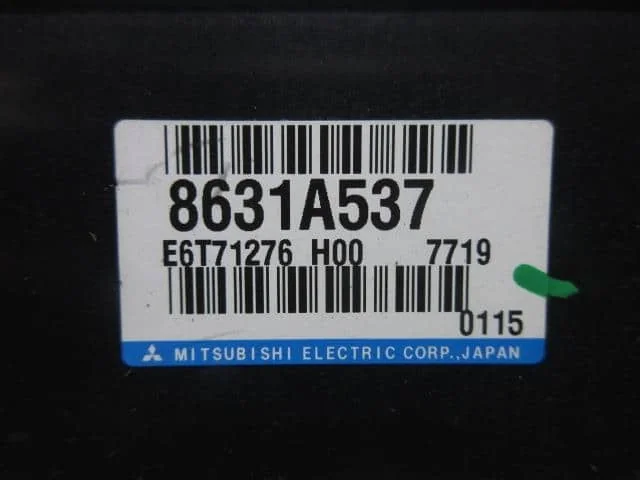 8631A537
E6T71276 H00 7719
0115
MITSUBISHI ELECTRIC CORP.,JAPAN